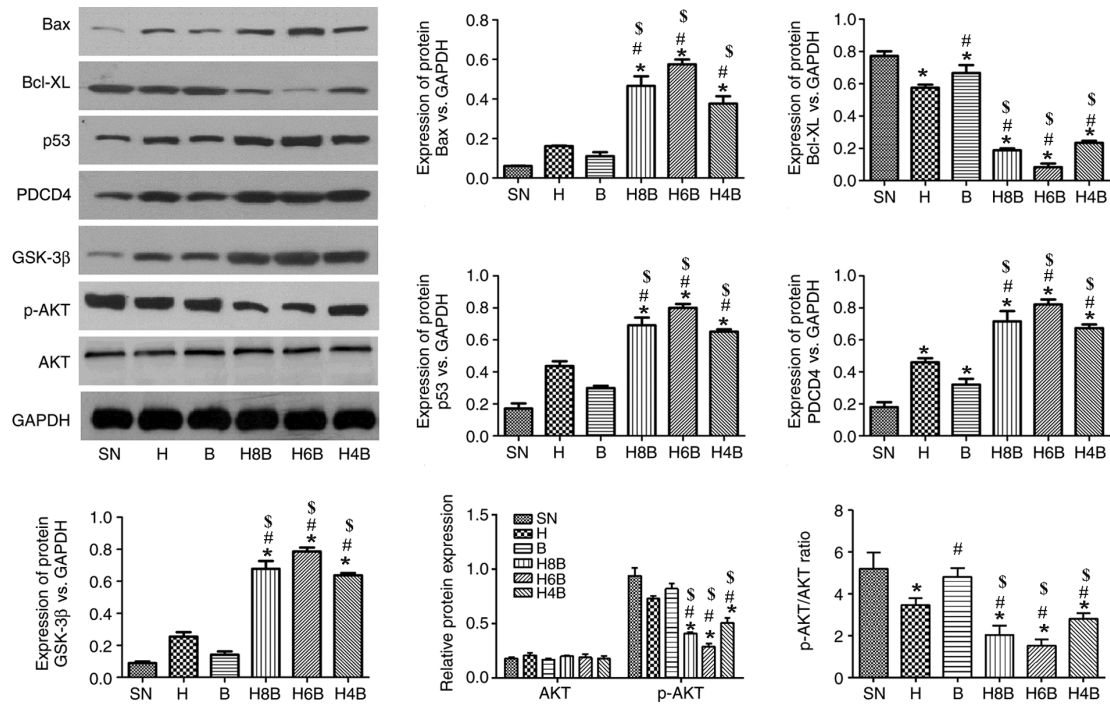 Bax
Bcl-XL
p53
PDCD4
GSK-3β
p-AKT
AKT
GAPDH
SN H B H8B H6B H4B
Expression of protein
Bax vs. GAPDH
0.8
0.6
0.4
0.2
0.0
$ $ $
# # #
* * *
SN H B H8B H6B H4B
Expression of protein
Bcl-XL vs. GAPDH
1.0
0.8
0.6
0.4
0.2
0.0
* # * $ # * $ # * $ # *
SN H B H8B H6B H4B
Expression of protein
p53 vs. GAPDH
1.0
0.8
0.6
0.4
0.2
0.0
$ $ $
# # #
* * *
SN H B H8B H6B H4B
Expression of protein
PDCD4 vs. GAPDH
1.0
0.8
0.6
0.4
0.2
0.0
* * $ # * $ # * $ # *
SN H B H8B H6B H4B
Expression of protein
GSK-3β vs. GAPDH
1.0
0.8
0.6
0.4
0.2
0.0
$ $ $
# # #
* * *
SN H B H8B H6B H4B
Relative protein expression
1.5
1.0
0.5
0.0
SN
H
B
H8B
H6B
H4B
$ $ $
# # #
* * *
AKT p-AKT
p-AKT/AKT ratio
8
6
4
2
0
* # $ # * $ # * $ # *
SN H B H8B H6B H4B